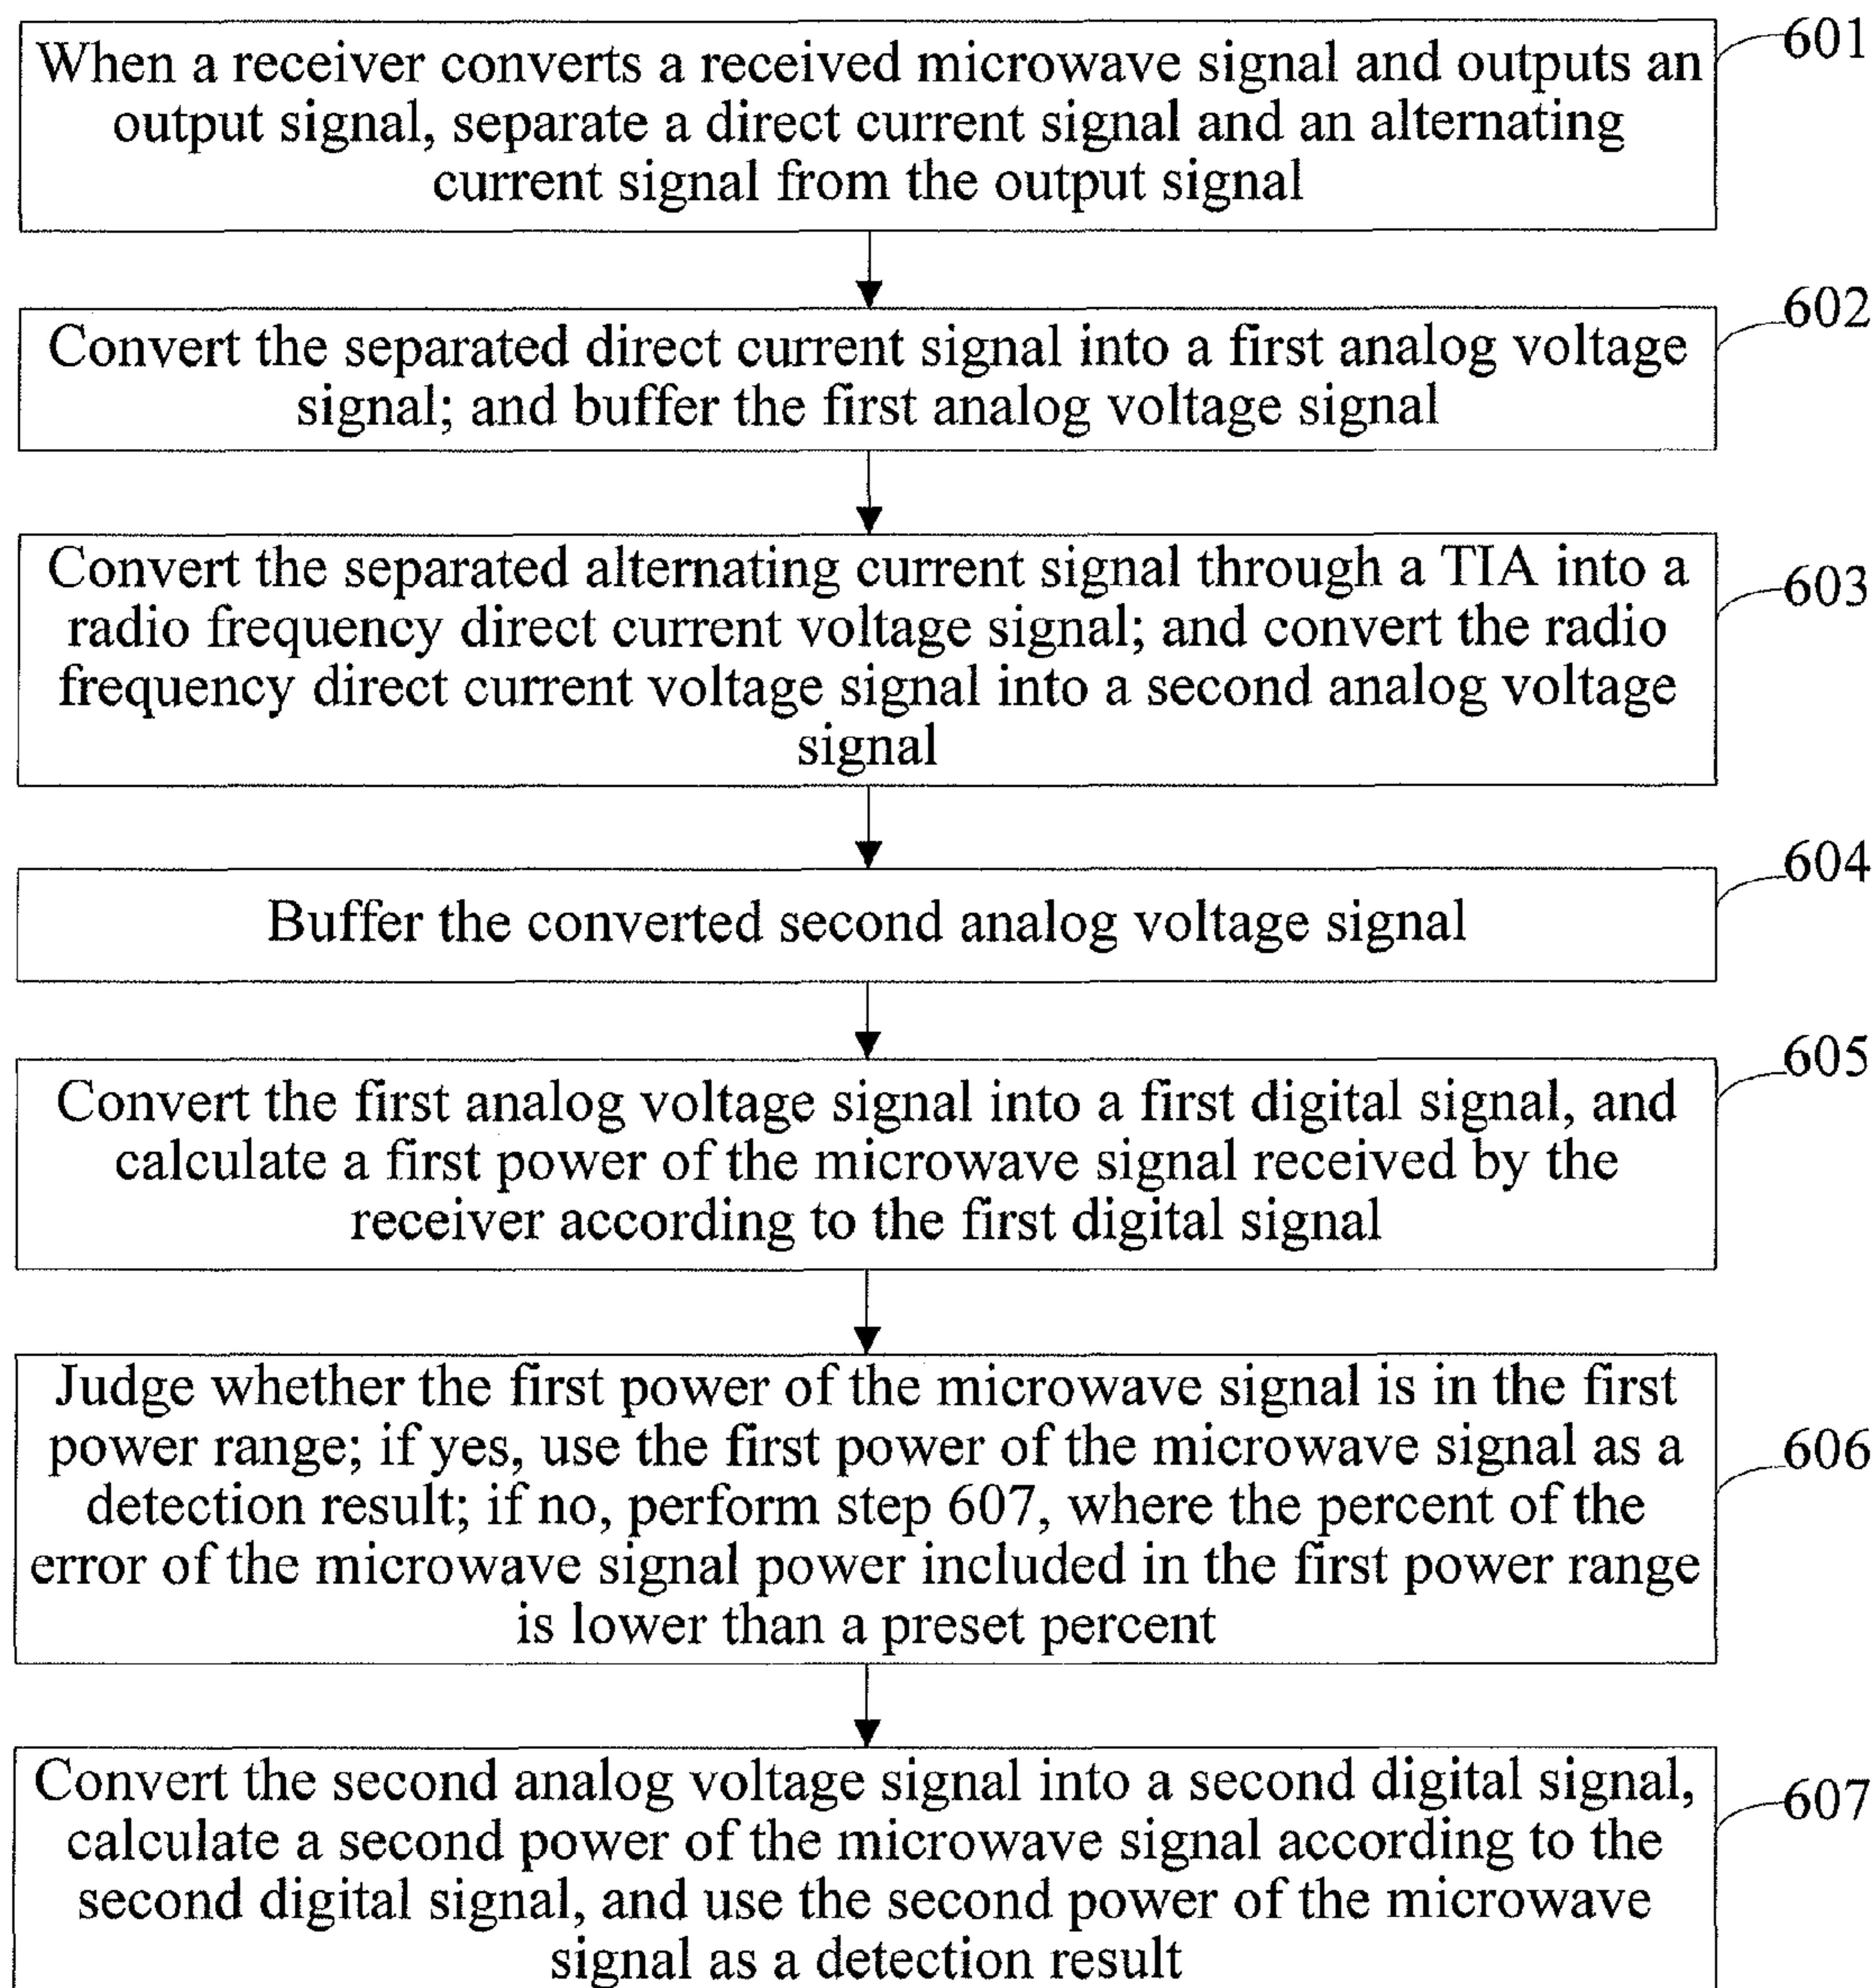 When a receiver converts a received microwave signal and outputs an
output signal, separate a direct current signal and an alternating
current signal from the output signal
601
Convert the separated direct current signal into a first analog voltage
signal; and buffer the first analog voltage signal
602
Convert the separated alternating current signal through a TIA into a
radio frequency direct current voltage signal; and convert the radio
frequency direct current voltage signal into a second analog voltage
signal
603
Buffer the converted second analog voltage signal
604
Convert the first analog voltage signal into a first digital signal, and
calculate a first power of the microwave signal received by the
receiver according to the first digital signal
605
Judge whether the first power of the microwave signal is in the first
power range; if yes, use the first power of the microwave signal as a
detection result; if no, perform step 607, where the percent of the
error of the microwave signal power included in the first power range
is lower than a preset percent
606
Convert the second analog voltage signal into a second digital signal,
calculate a second power of the microwave signal according to the
second digital signal, and use the second power of the microwave
signal as a detection result
607